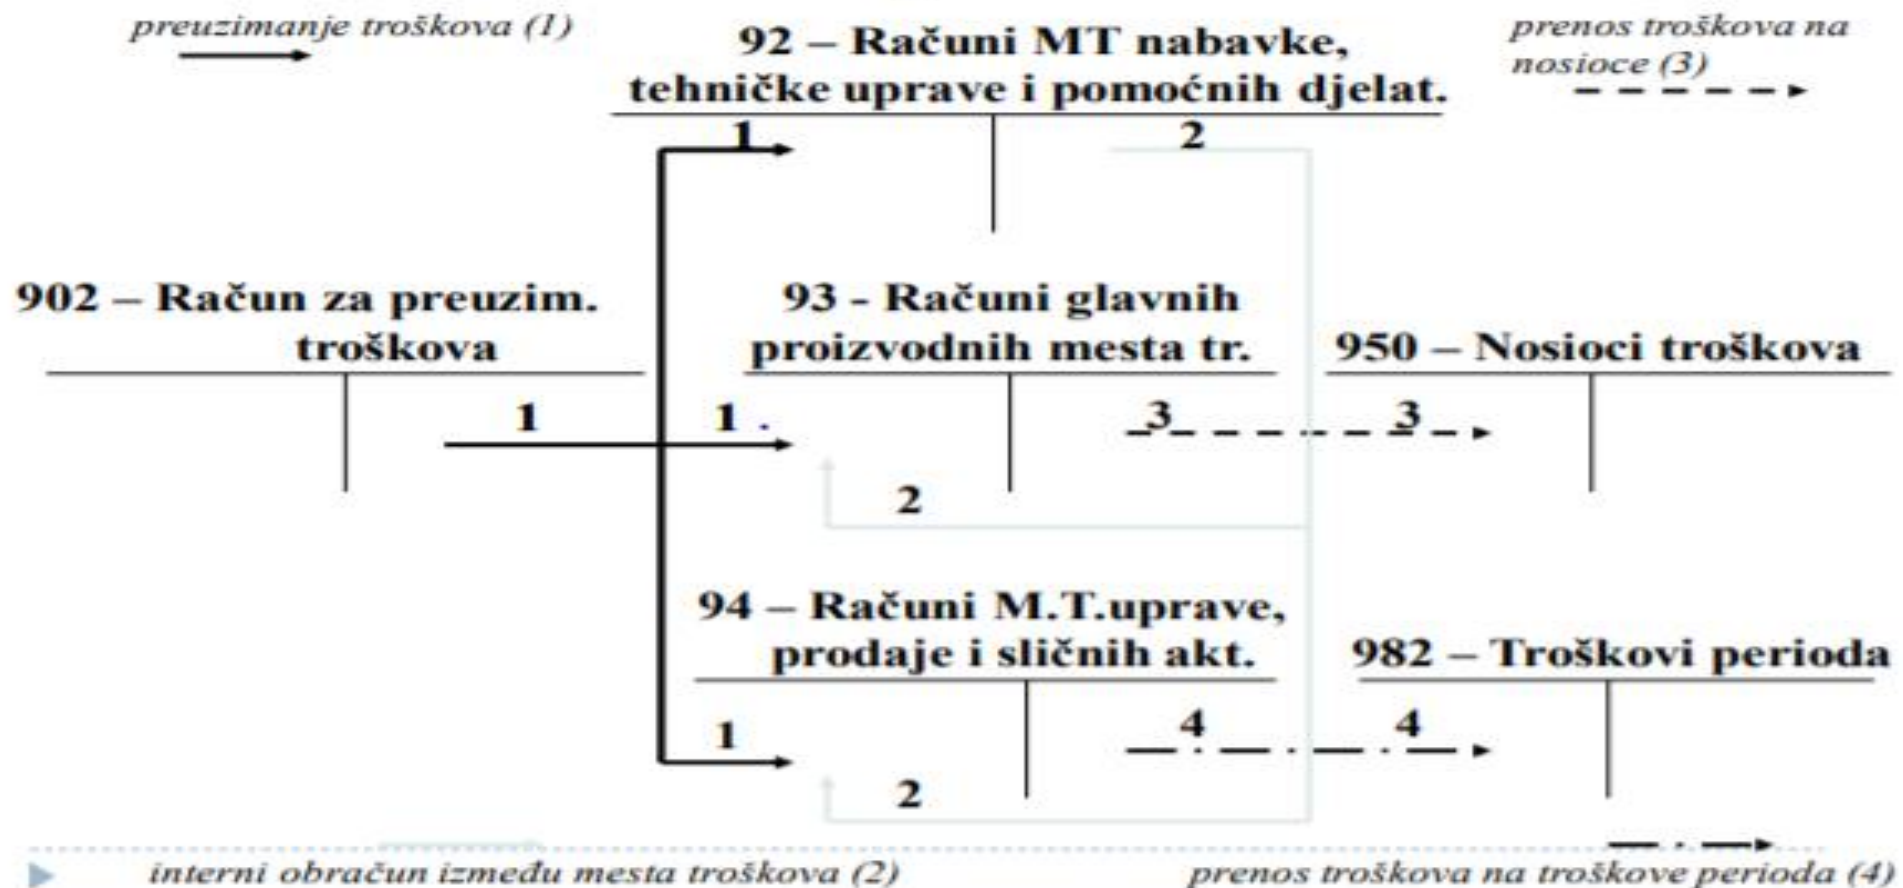 preuzimanje troškova (1)
92 – Računi MT nabavke,
tehničke uprave i pomoćnih djelat.
prenos troškova na
nosioce (3)
1
2
902 – Račun za preuzim.
troškova
93 - Računi glavnih
proizvodnih mesta tr.
950 – Nosioci troškova
1
1
3
3
2
94 – Računi M.T.uprave,
prodaje i sličnih akt.
982 – Troškovi perioda
1
4
4
2
interni obračun između mesta troškova (2)
prenos troškova na troškove perioda (4)